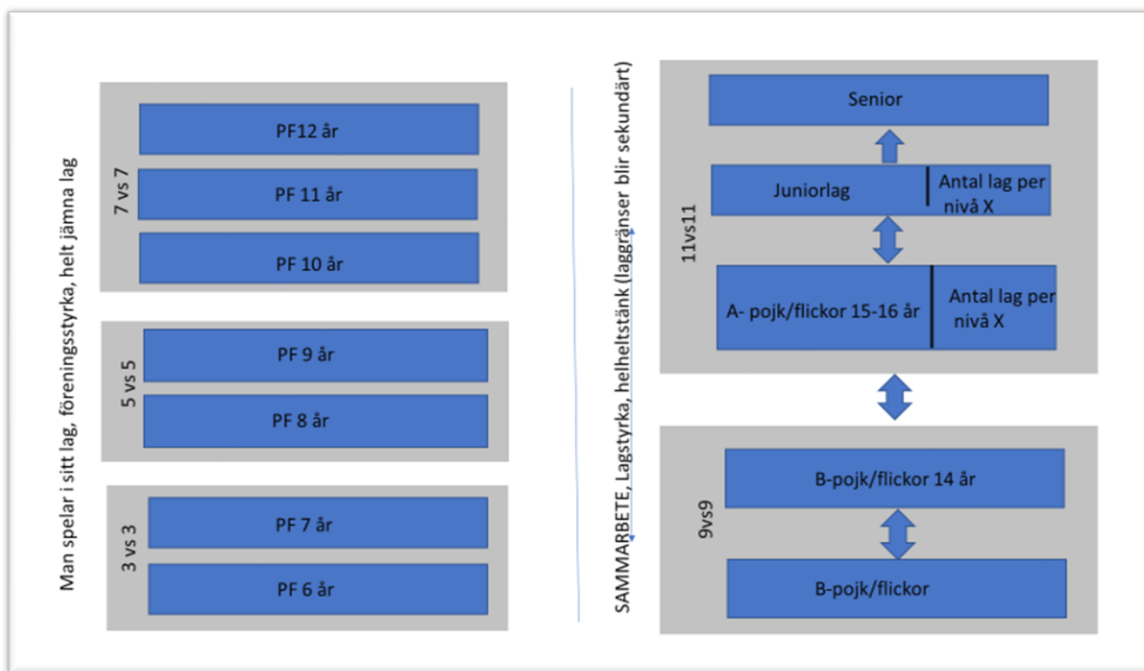 Man spelar i sitt lag, föreningsstyrka, helt jämna lag
7 vs 7
PF12 år
PF 11 år
PF 10 år
5 vs 5
PF 9 år
PF 8 år
3 vs 3
PF 7 år
PF 6 år
SAMMARBETE, Lagstyrka, helheltstänk (laggränser blir sekundärt)
11vs11
Senior
Juniorlag
Antal lag per
nivå X
A- pojk/flickor 15-16 år
Antal lag per
nivå X
9vs9
B-pojk/flickor 14 år
B-pojk/flickor